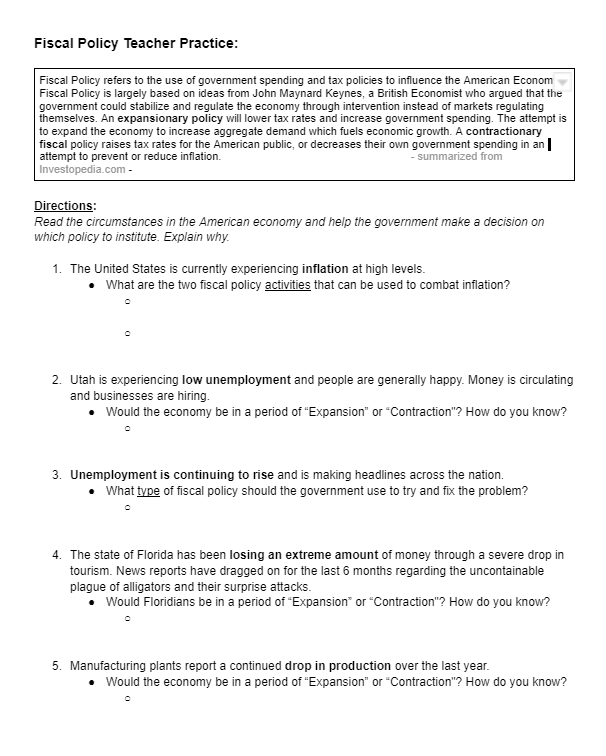 Fiscal Policy Teacher Practice:
Fiscal Policy refers to the use of government spending and tax policies to influence the American Econom
Fiscal Policy is largely based on ideas from John Maynard Keynes, a British Economist who argued that the
government could stabilize and regulate the economy through intervention instead of markets regulating
themselves. An expansionary policy will lower tax rates and increase government spending. The attempt is
to expand the economy to increase aggregate demand which fuels economic growth. A contractionary
fiscal policy raises tax rates for the American public, or decreases their own government spending in an
attempt to prevent or reduce inflation. - summarized from
Investopedia.com -
Directions:
Read the circumstances in the American economy and help the government make a decision on
which policy to institute. Explain why.
1. The United States is currently experiencing inflation at high levels.
● What are the two fiscal policy activities that can be used to combat inflation?
○
○
2. Utah is experiencing low unemployment and people are generally happy. Money is circulating
and businesses are hiring.
● Would the economy be in a period of “Expansion” or “Contraction”? How do you know?
○
3. Unemployment is continuing to rise and is making headlines across the nation.
● What type of fiscal policy should the government use to try and fix the problem?
○
4. The state of Florida has been losing an extreme amount of money through a severe drop in
tourism. News reports have dragged on for the last 6 months regarding the uncontainable
plague of alligators and their surprise attacks.
● Would Floridians be in a period of “Expansion” or “Contraction”? How do you know?
○
5. Manufacturing plants report a continued drop in production over the last year.
● Would the economy be in a period of “Expansion” or “Contraction”? How do you know?
○